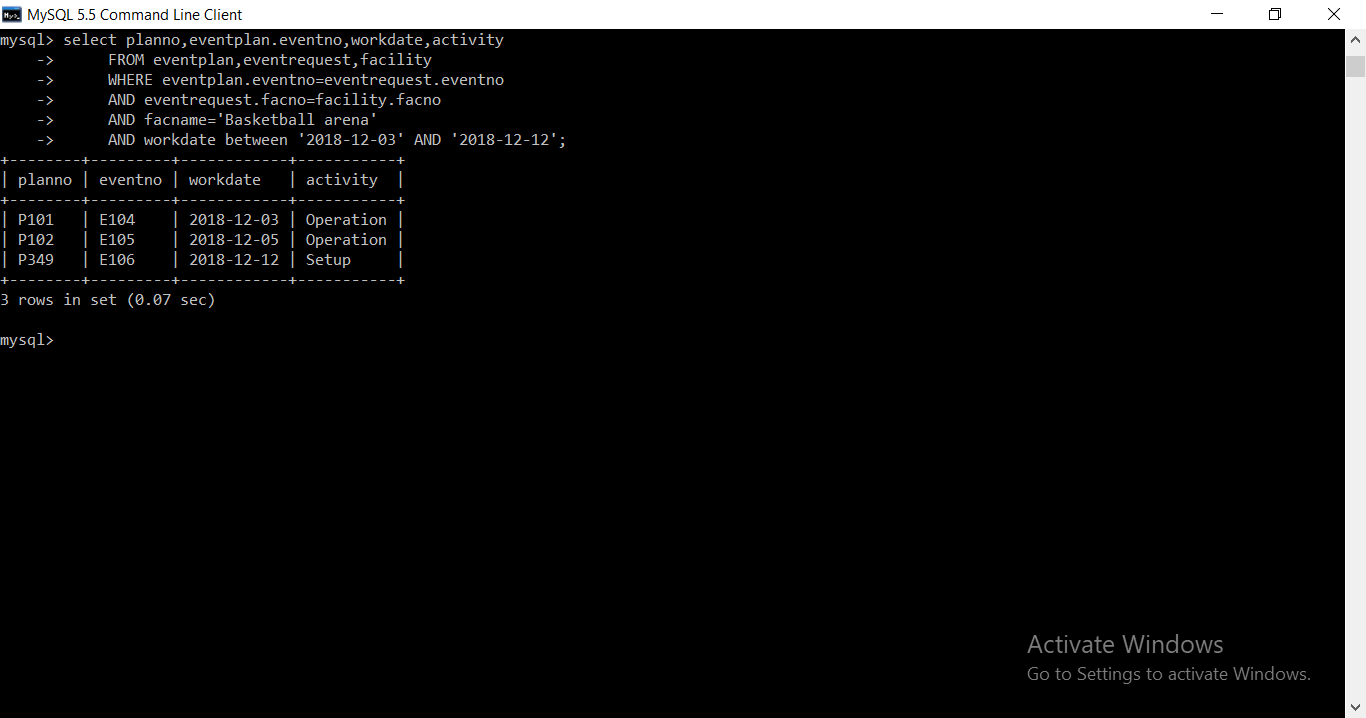 MySQL 5.5 Command Line Client
mysql> select planno,eventplan.eventno,workdate,activity
    ->      FROM eventplan,eventrequest,facility
    ->      WHERE eventplan.eventno=eventrequest.eventno
    ->      AND eventrequest.facno=facility.facno
    ->      AND facname='Basketball arena'
    ->      AND workdate between '2018-12-03' AND '2018-12-12';
+--------+---------+------------+-----------+
| planno | eventno | workdate   | activity  |
+--------+---------+------------+-----------+
| P101   | E104    | 2018-12-03 | Operation |
| P102   | E105    | 2018-12-05 | Operation |
| P349   | E106    | 2018-12-12 | Setup     |
+--------+---------+------------+-----------+
3 rows in set (0.07 sec)
mysql>
Activate Windows
Go to Settings to activate Windows.